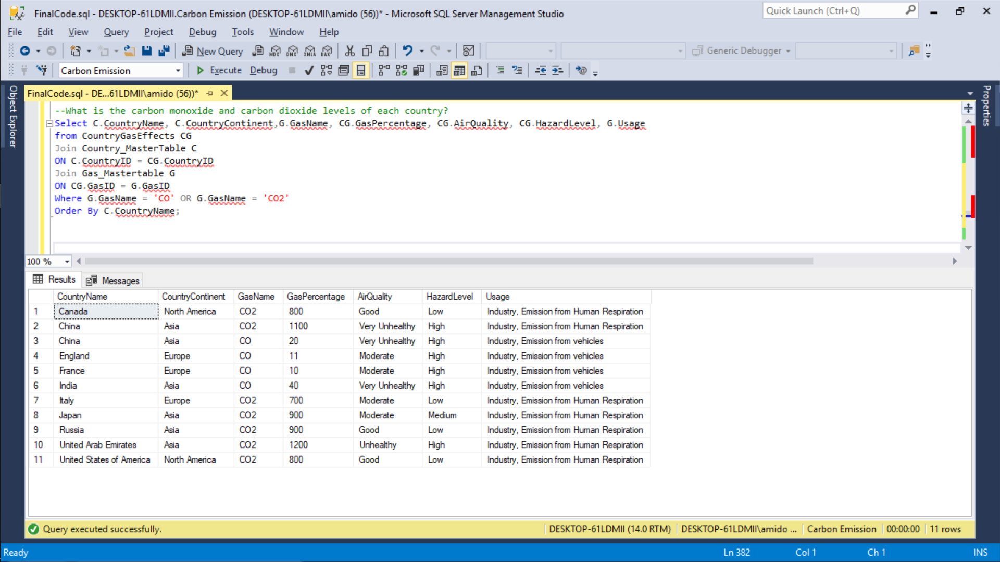 FinalCode.sql - DESKTOP-61LDMII.Carbon Emission (DESKTOP-61LDMII\amido (56))* - Microsoft SQL Server Management Studio
Quick Launch (Ctrl+Q)
File Edit View Query Project Debug Tools Window Help
New Query MDX DMX XMLA DAX Generic Debugger
Carbon Emission Execute Debug
Object Explorer
FinalCode.sql - DE...61LDMII\amido (56))*
Properties
--What is the carbon monoxide and carbon dioxide levels of each country?
Select C.CountryName, C.CountryContinent,G.GasName, CG.GasPercentage, CG.AirQuality, CG.HazardLevel, G.Usage
from CountryGasEffects CG
Join Country_MasterTable C
ON C.CountryID = CG.CountryID
Join Gas_Mastertable G
ON CG.GasID = G.GasID
Where G.GasName = 'CO' OR G.GasName = 'CO2'
Order By C.CountryName;
100 %
Results Messages
CountryName CountryContinent GasName GasPercentage AirQuality HazardLevel Usage
1 Canada North America CO2 800 Good Low Industry, Emission from Human Respiration
2 China Asia CO2 1100 Very Unhealthy High Industry, Emission from Human Respiration
3 China Asia CO 20 Very Unhealthy High Industry, Emission from vehicles
4 England Europe CO 11 Moderate High Industry, Emission from vehicles
5 France Europe CO 10 Moderate High Industry, Emission from vehicles
6 India Asia CO 40 Very Unhealthy High Industry, Emission from vehicles
7 Italy Europe CO2 700 Moderate Low Industry, Emission from Human Respiration
8 Japan Asia CO2 900 Moderate Medium Industry, Emission from Human Respiration
9 Russia Asia CO2 900 Good Low Industry, Emission from Human Respiration
10 United Arab Emirates Asia CO2 1200 Unhealthy High Industry, Emission from Human Respiration
11 United States of America North America CO2 800 Good Low Industry, Emission from Human Respiration
Query executed successfully. DESKTOP-61LDMII (14.0 RTM) DESKTOP-61LDMII\amido ... Carbon Emission 00:00:00 11 rows
Ready Ln 382 Col 1 Ch 1 INS